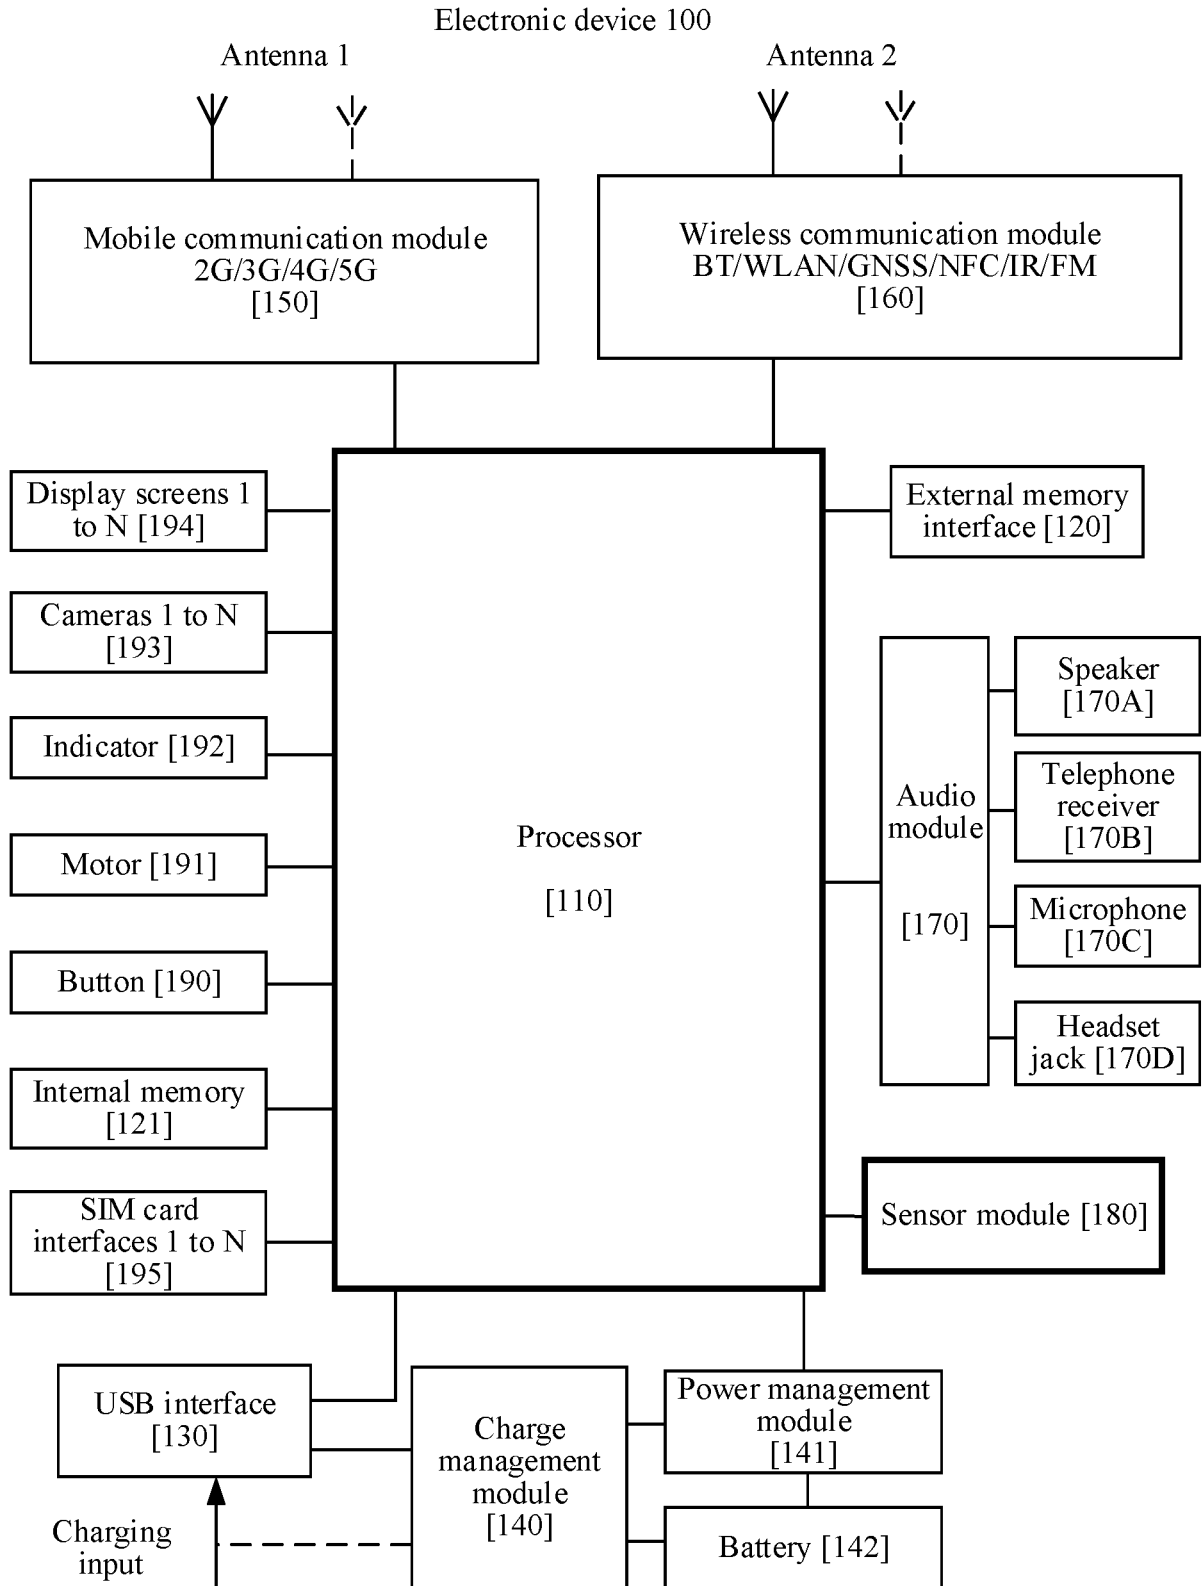 Electronic device 100
Antenna 1
Antenna 2
Mobile communication module
2G/3G/4G/5G
[150]
Wireless communication module
BT/WLAN/GNSS/NFC/IR/FM
[160]
Display screens 1
to N [194]
Cameras 1 to N
[193]
Indicator [192]
Motor [191]
Button [190]
Internal memory
[121]
SIM card
interfaces 1 to N
[195]
Processor
[110]
External memory
interface [120]
Audio
module
[170]
Speaker
[170A]
Telephone
receiver
[170B]
Microphone
[170C]
Headset
jack [170D]
Sensor module [180]
USB interface
[130]
Charge
management
module
[140]
Power management
module
[141]
Battery [142]
Charging
input